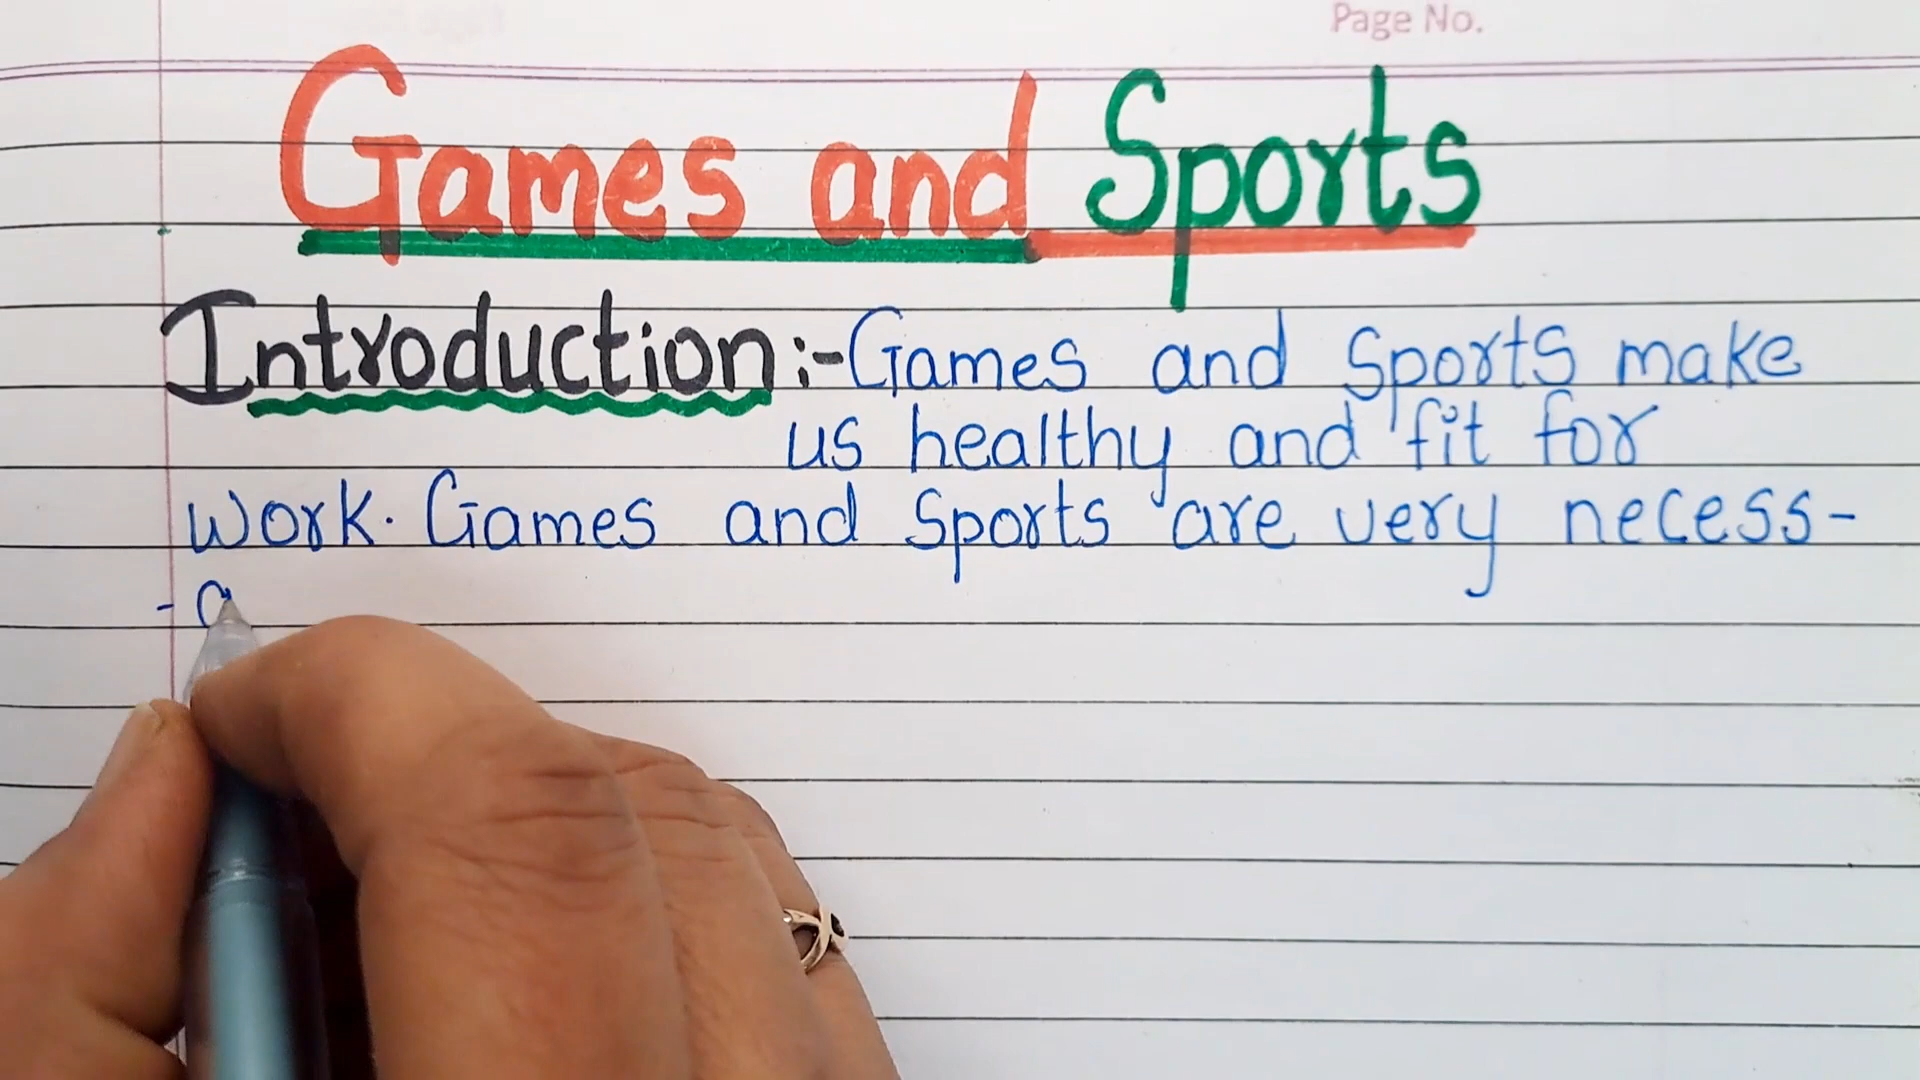 Page No.
Games and Sports
Introduction:- Games and Sports make
us healthy and fit for
work. Games and Sports are very necess-
-a